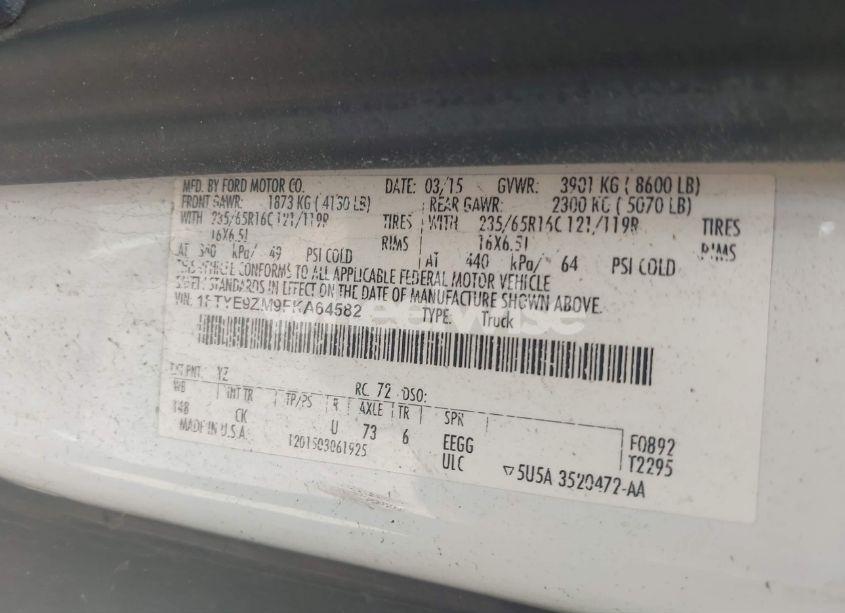 MFD. BY FORD MOTOR CO. DATE: 03/15 GVWR: 3901 KG ( 8600 LB)
FRONT GAWR: 1873 KG ( 4130 LB) REAR GAWR: 2300 KG ( 5070 LB)
WITH 235/65R16C 121/119R TIRES WITH 235/65R16C 121/119R TIRES
16X6.5J RIMS 16X6.5J RIMS
AT 340 kPa/ 49 PSI COLD AT 440 kPa/ 64 PSI COLD
THIS VEHICLE CONFORMS TO ALL APPLICABLE FEDERAL MOTOR VEHICLE
SAFETY STANDARDS IN EFFECT ON THE DATE OF MANUFACTURE SHOWN ABOVE.
VIN: 1FTYE9ZM9FKA64582 TYPE: Truck
EXT PNT: YZ RC: 72 DSO:
WB INT TR TP/PS R AXLE TR SPR
148 CK U 73 6 EEGG F0892
MADE IN U.S.A. ULC T2295
T201503061925 ▽5U5A 3520472-AA